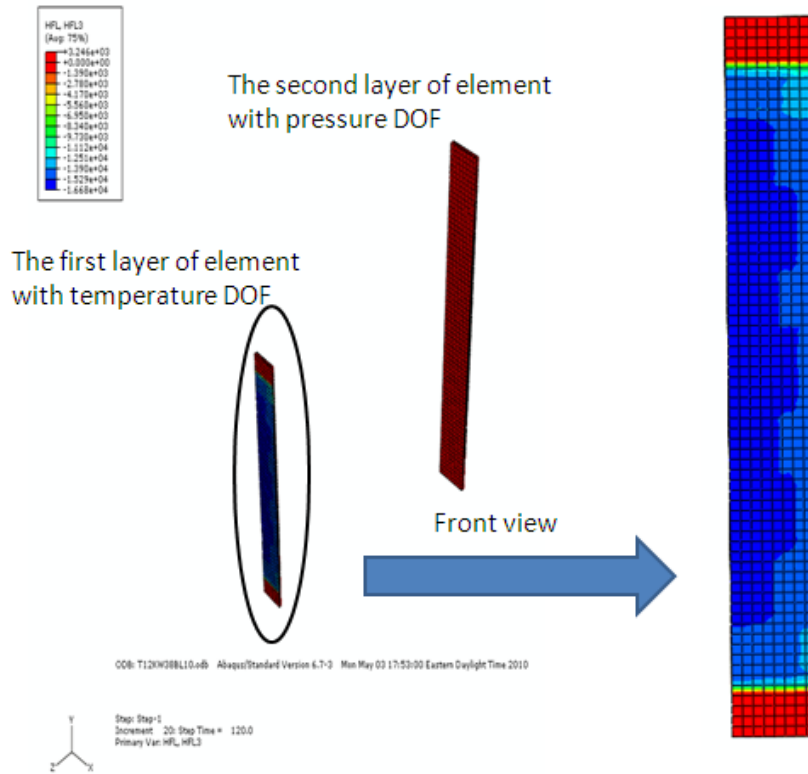 HFL, HFL3
(Avg: 75%)
+3.246e+03
+0.000e+00
-1.390e+03
-2.780e+03
-4.170e+03
-5.560e+03
-6.950e+03
-8.340e+03
-9.730e+03
-1.112e+04
-1.251e+04
-1.390e+04
-1.529e+04
-1.668e+04
The second layer of element
with pressure DOF
The first layer of element
with temperature DOF
Front view
ODB: T12KW38BL10.odb Abaqus/Standard Version 6.7-3 Mon May 03 17:53:00 Eastern Daylight Time 2010
Step: Step-1
Increment 20: Step Time = 120.0
Primary Var: HFL, HFL3
Y
Z
X